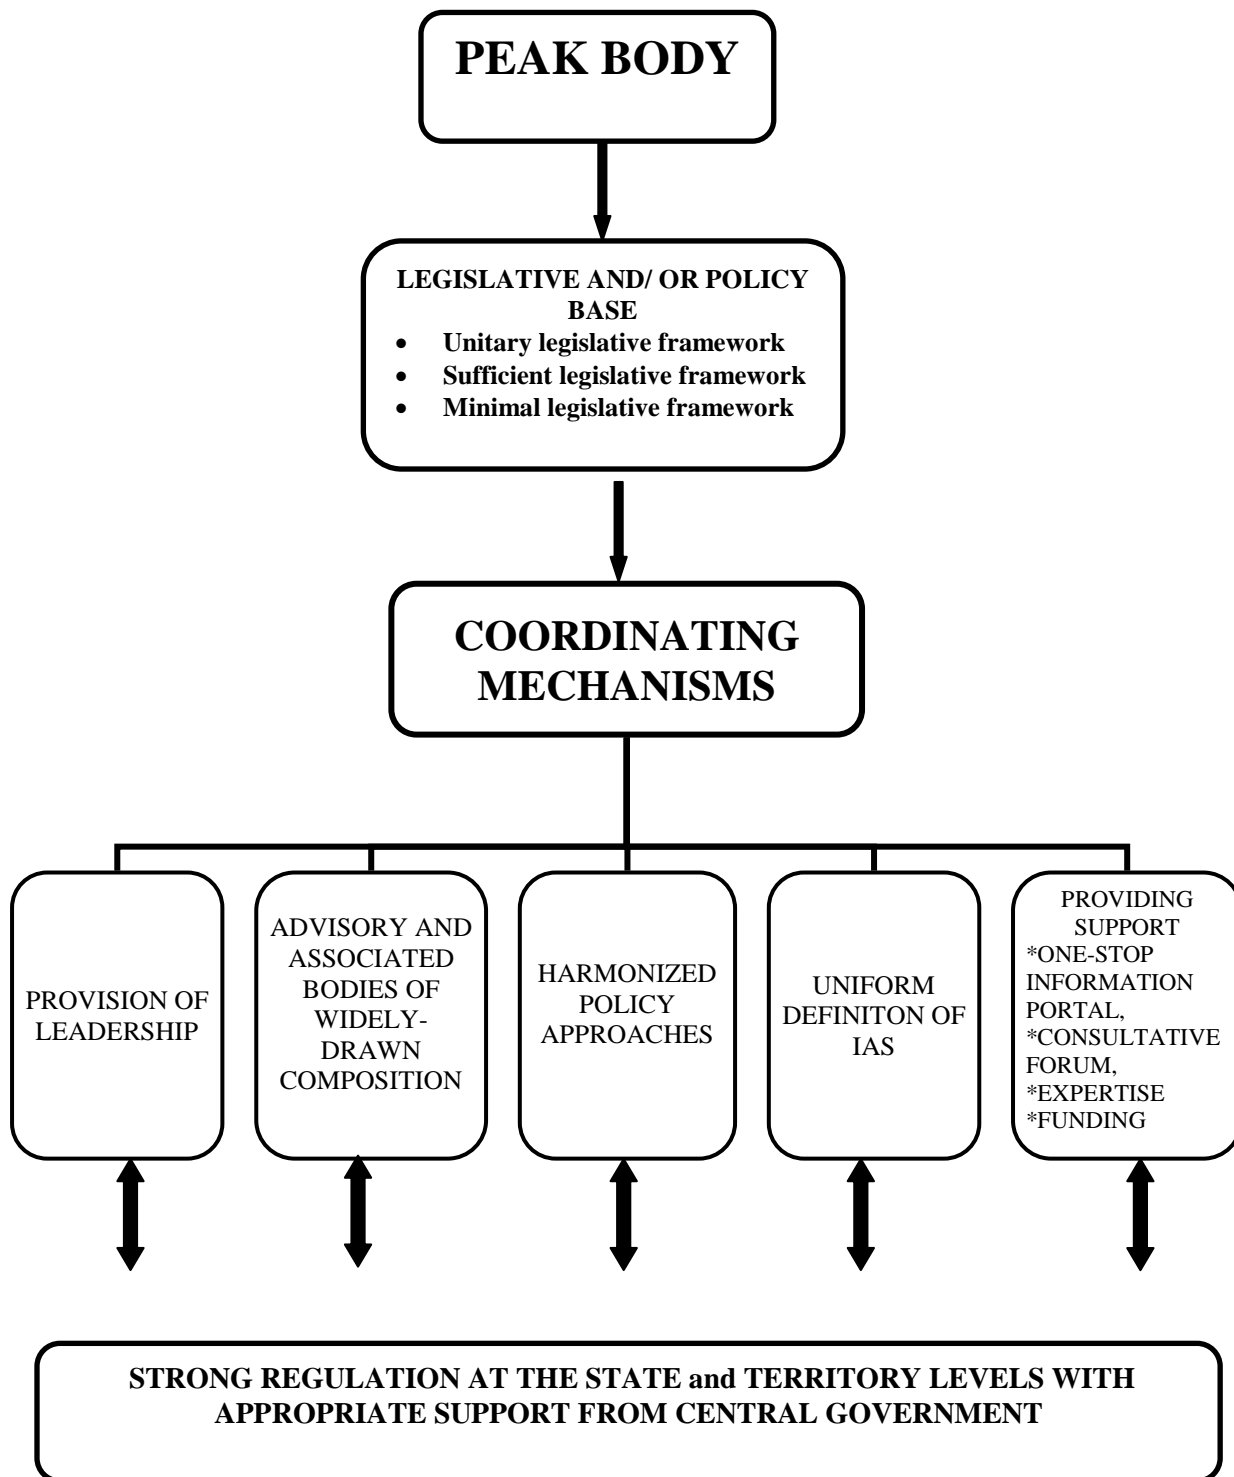 PEAK BODY
LEGISLATIVE AND/ OR POLICY
BASE
• Unitary legislative framework
• Sufficient legislative framework
• Minimal legislative framework
COORDINATING
MECHANISMS
PROVISION OF
LEADERSHIP
ADVISORY AND
ASSOCIATED
BODIES OF
WIDELY-
DRAWN
COMPOSITION
HARMONIZED
POLICY
APPROACHES
UNIFORM
DEFINITON OF
IAS
PROVIDING
SUPPORT
*ONE-STOP
INFORMATION
PORTAL,
*CONSULTATIVE
FORUM,
*EXPERTISE
*FUNDING
STRONG REGULATION AT THE STATE and TERRITORY LEVELS WITH
APPROPRIATE SUPPORT FROM CENTRAL GOVERNMENT